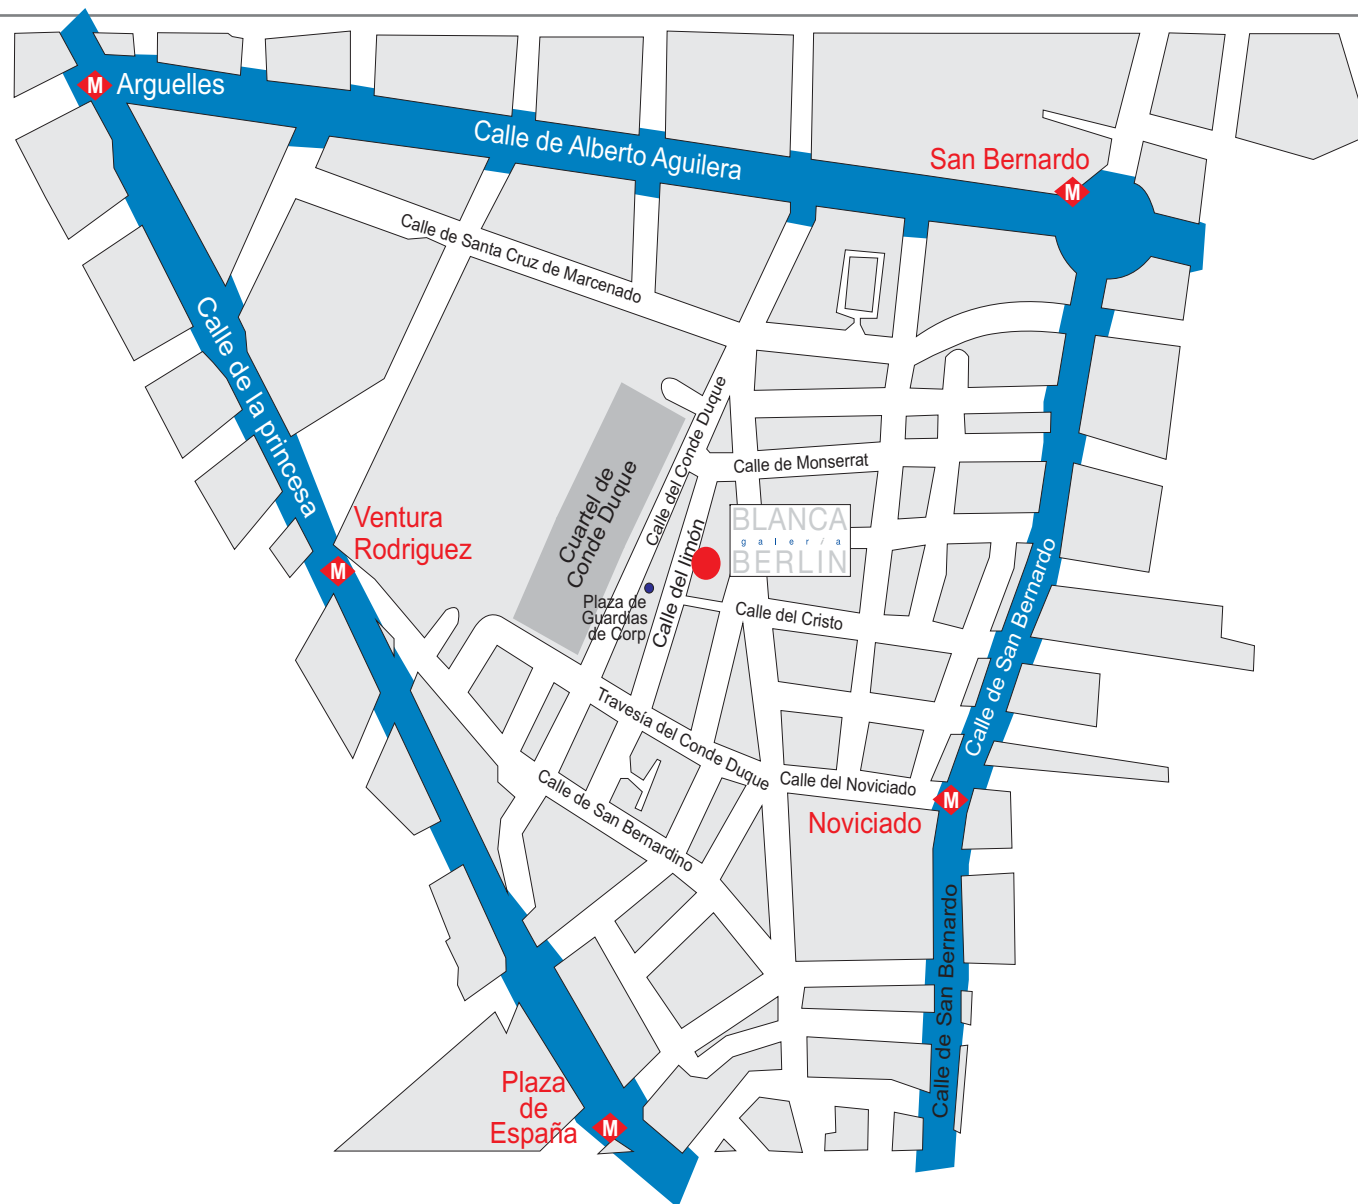 M Arguelles
Calle de Alberto Aguilera
San Bernardo
M
Calle de Santa Cruz de Marcenado
Calle de la princesa
Calle del Conde Duque
Calle de Monserrat
Cuartel de
Conde Duque
Ventura
Rodriguez
M
BLANCA
galería
BERLIN
Calle del limón
Plaza de
Guardias
de Corp
Calle del Cristo
Calle de San Bernardo
Travesía del Conde Duque
Calle del Noviciado
M
Noviciado
Calle de San Bernardino
Calle de San Bernardo
Plaza
de
España
M